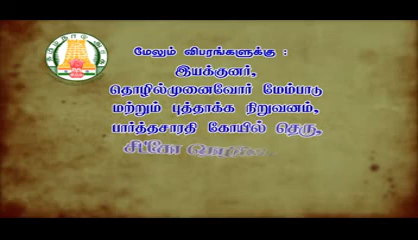 மேலும் விபரங்களுக்கு :
இயக்குனர்,
தொழில்முனைவோர் மேம்பாடு
மற்றும் புத்தாக்க நிறுவனம்,
பார்த்தசாரதி கோயில் தெரு,